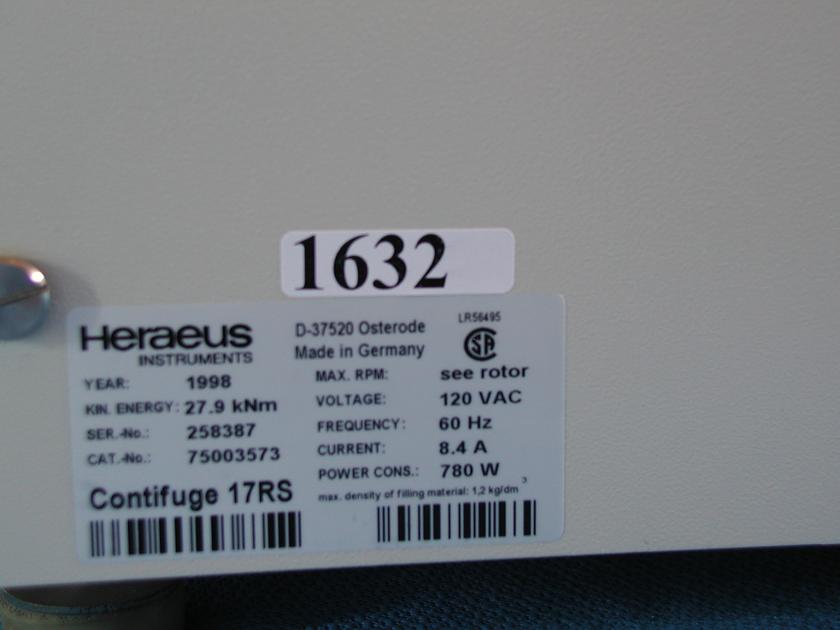 1632
Heraeus
INSTRUMENTS
D-37520 Osterode
Made in Germany
LR56495
SA
YEAR: 1998
KIN. ENERGY: 27.9 kNm
SER.-No.: 258387
CAT.-No.: 75003573
MAX. RPM: see rotor
VOLTAGE: 120 VAC
FREQUENCY: 60 Hz
CURRENT: 8.4 A
POWER CONS.: 780 W
Contifuge 17RS
max. density of filling material: 1,2 kg/dm³